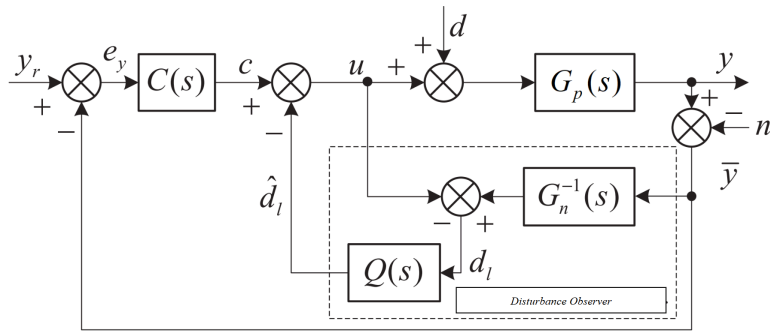 d
y_r
+
−
e_y
C(s)
c
+
−
u
+
+
G_p(s)
y
+
−
n
ȳ
d̂_l
G_n^{-1}(s)
−
+
Q(s)
d_l
Disturbance Observer